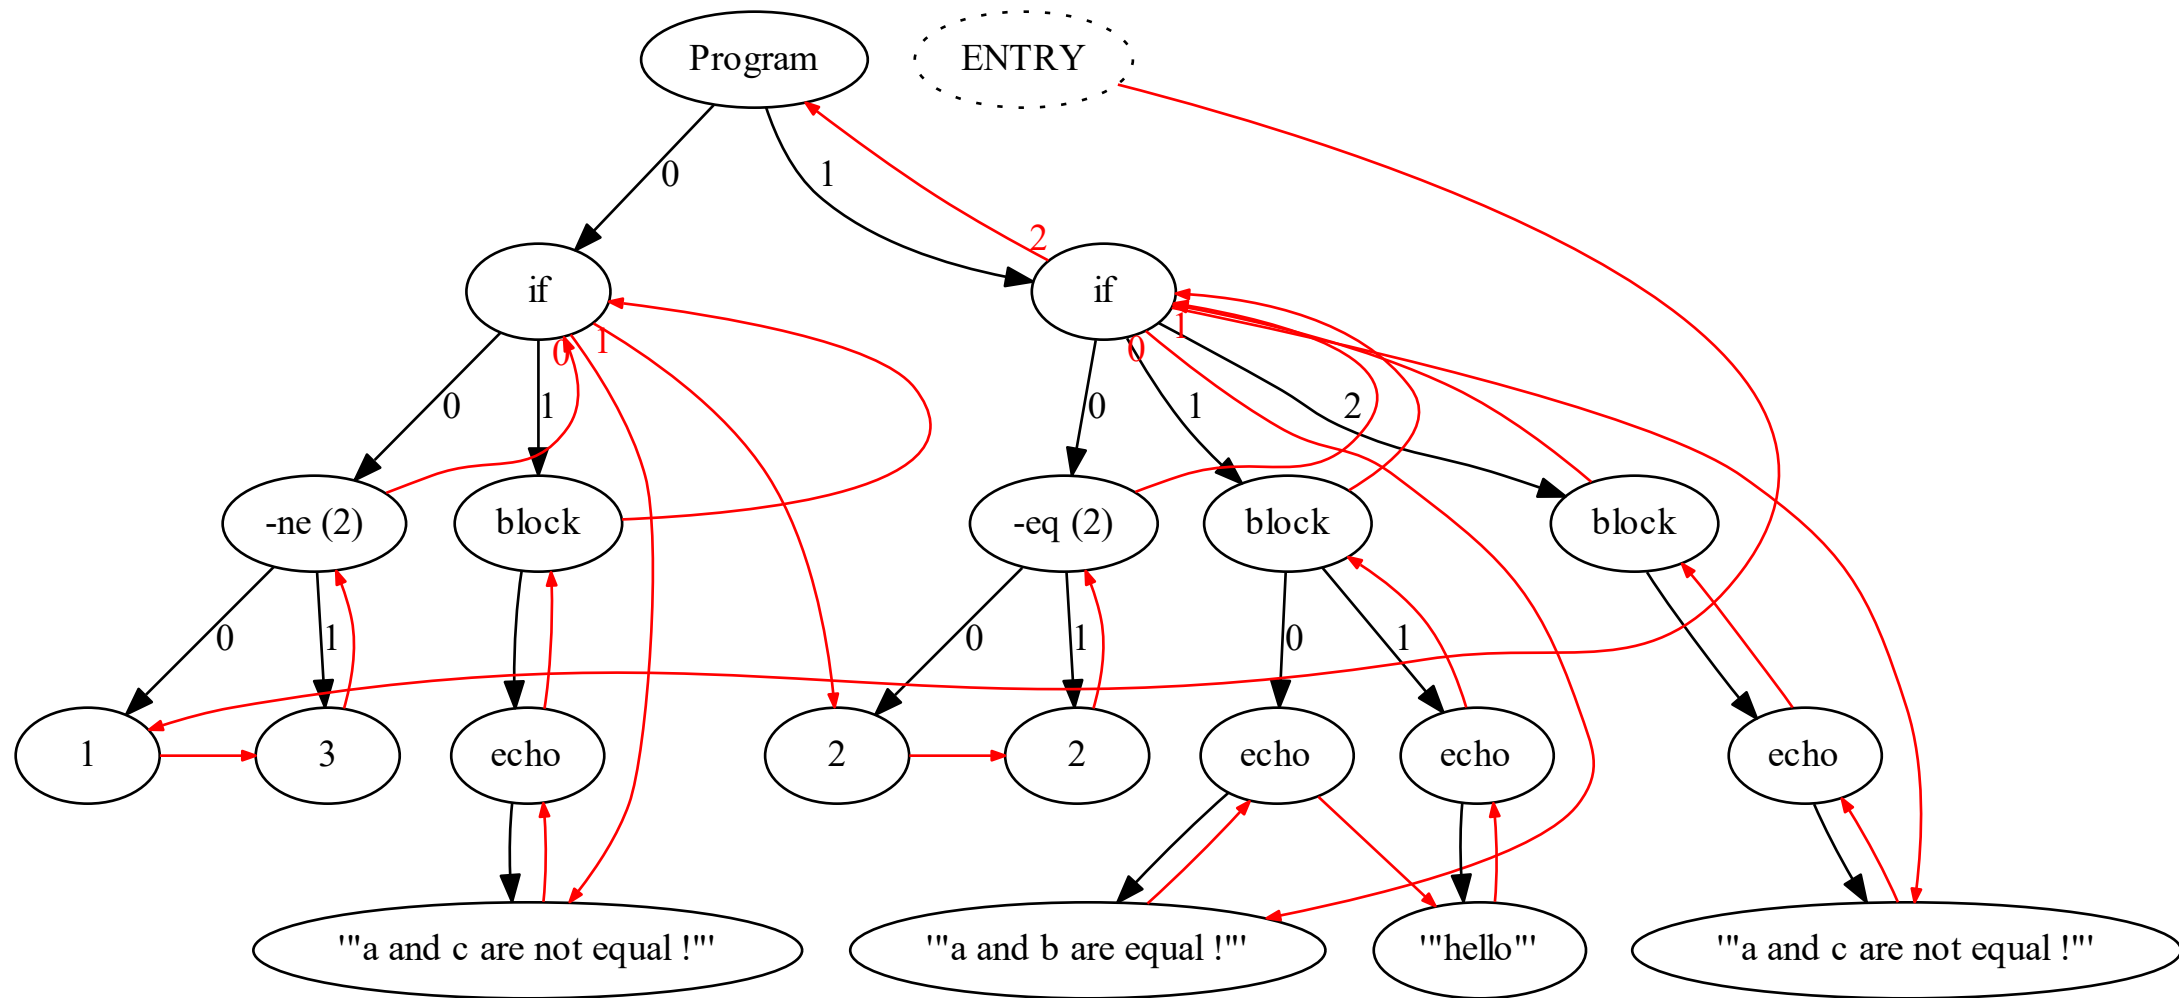 Program
ENTRY
0
1
2
if
if
0
1
0
1
0
1
0
1
2
-ne (2)
block
-eq (2)
block
block
0
1
0
1
0
1
1
3
echo
2
2
echo
echo
echo
'"a and c are not equal !"'
'"a and b are equal !"'
'"hello"'
'"a and c are not equal !"'